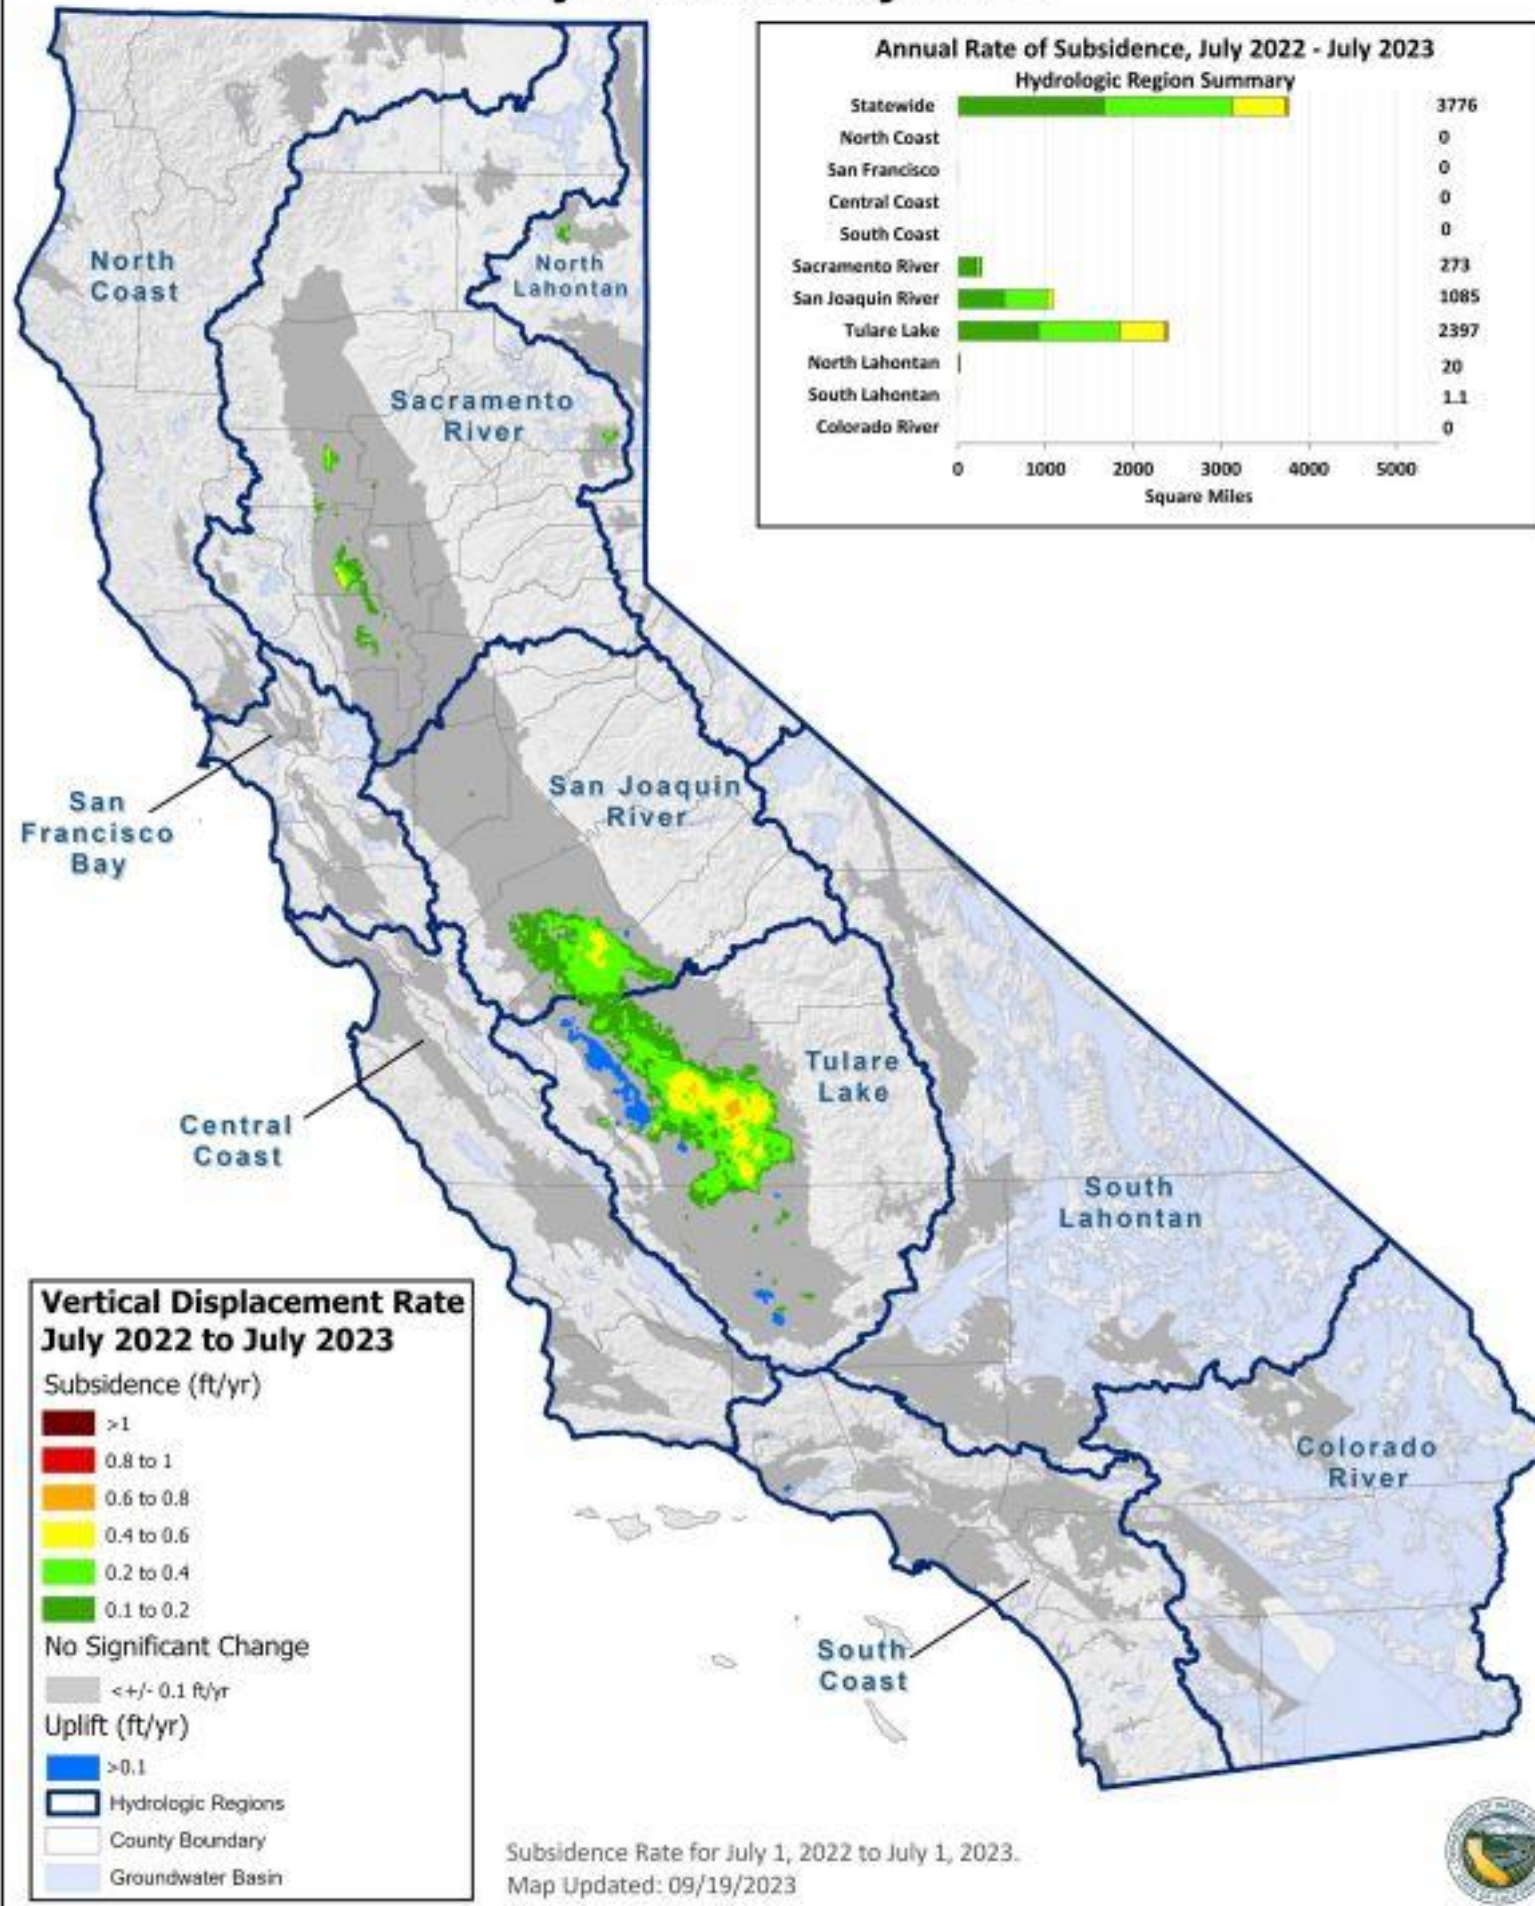 Annual Rate of Subsidence, July 2022 - July 2023
Hydrologic Region Summary
Statewide 3776
North Coast 0
San Francisco 0
Central Coast 0
South Coast 0
Sacramento River 273
San Joaquin River 1085
Tulare Lake 2397
North Lahontan 20
South Lahontan 1.1
Colorado River 0
0 1000 2000 3000 4000 5000
Square Miles
North
Coast
North
Lahontan
Sacramento
River
San Joaquin
River
San
Francisco
Bay
Tulare
Lake
Central
Coast
South
Lahontan
Colorado
River
South
Coast
Vertical Displacement Rate
July 2022 to July 2023
Subsidence (ft/yr)
>1
0.8 to 1
0.6 to 0.8
0.4 to 0.6
0.2 to 0.4
0.1 to 0.2
No Significant Change
<+/- 0.1 ft/yr
Uplift (ft/yr)
>0.1
Hydrologic Regions
County Boundary
Groundwater Basin
Subsidence Rate for July 1, 2022 to July 1, 2023.
Map Updated: 09/19/2023